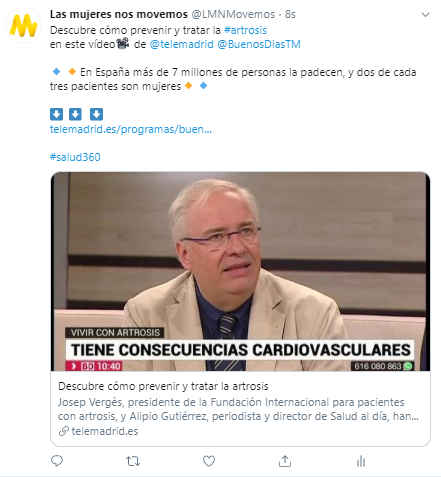 Las mujeres nos movemos @LMNMovemos · 8s
Descubre cómo prevenir y tratar la #artrosis
en este vídeo de @telemadrid @BuenosDiasTM
En España más de 7 millones de personas la padecen, y dos de cada
tres pacientes son mujeres
telemadrid.es/programas/buen...
#salud360
VIVIR CON ARTROSIS
TIENE CONSECUENCIAS CARDIOVASCULARES
BD 10:40
616 080 863
Descubre cómo prevenir y tratar la artrosis
Josep Vergès, presidente de la Fundación Internacional para pacientes
con artrosis, y Alipio Gutiérrez, periodista y director de Salud al día, han...
telemadrid.es